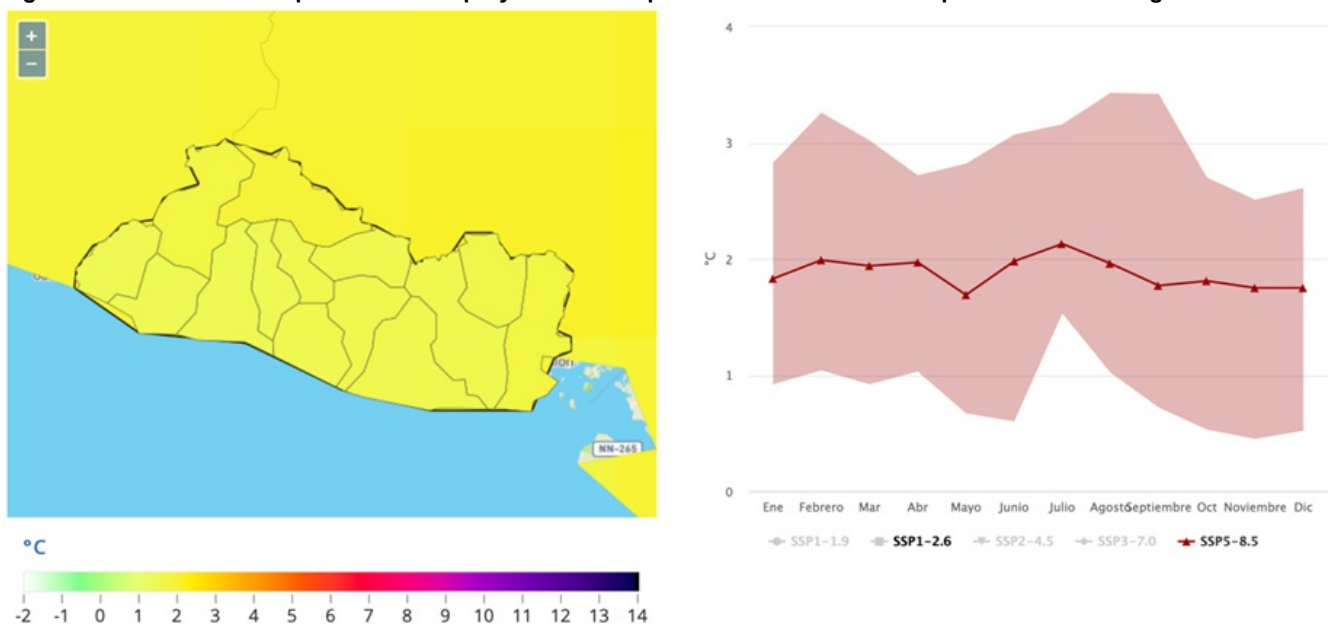 +
−
NN-265
°C
-2 -1 0 1 2 3 4 5 6 7 8 9 10 11 12 13 14
4
3
2
1
0
°C
Ene Febrero Mar Abr Mayo Junio Julio Agosto Septiembre Oct Noviembre Dic
SSP1-1.9 SSP1-2.6 SSP2-4.5 SSP3-7.0 SSP5-8.5